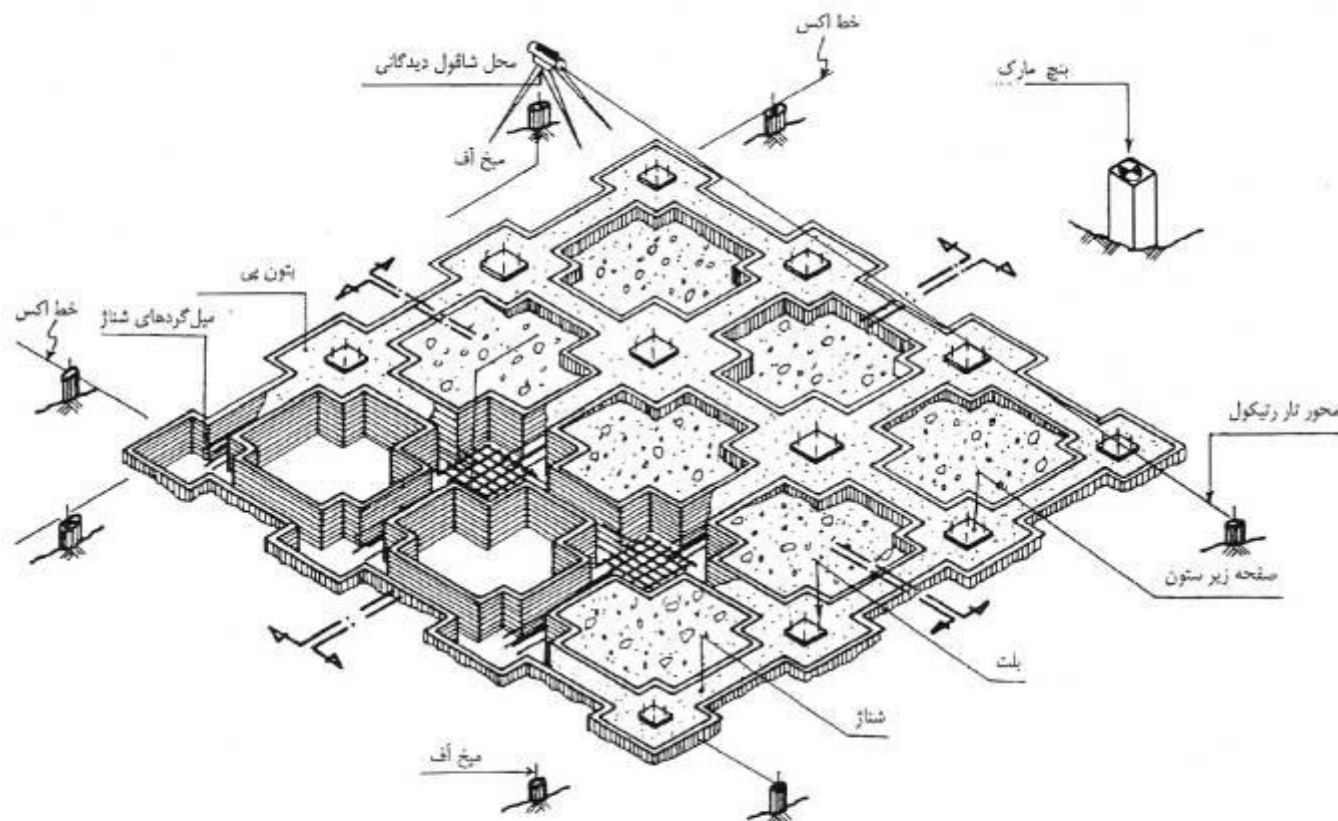 خط اکس
محل شاقول دیدگانی
بنچ مارک
میخ آف
بتون پی
خط اکس
میل‌گردهای شناژ
محور تار رتیکول
صفحه زیر ستون
بلت
شناژ
میخ آف